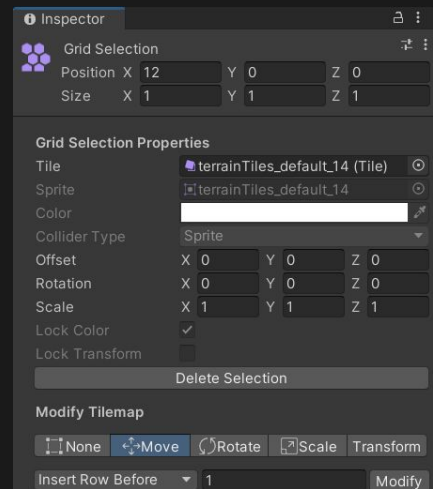 Inspector
Grid Selection
Position X 12 Y 0 Z 0
Size X 1 Y 1 Z 1
Grid Selection Properties
Tile terrainTiles_default_14 (Tile)
Sprite terrainTiles_default_14
Color
Collider Type Sprite
Offset X 0 Y 0 Z 0
Rotation X 0 Y 0 Z 0
Scale X 1 Y 1 Z 1
Lock Color
Lock Transform
Delete Selection
Modify Tilemap
None Move Rotate Scale Transform
Insert Row Before 1 Modify